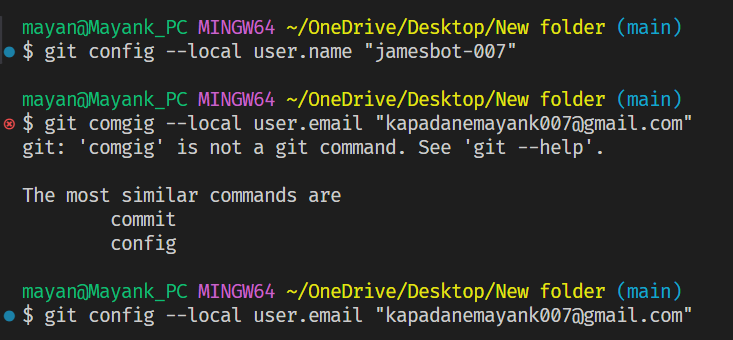 mayan@Mayank_PC MINGW64 ~/OneDrive/Desktop/New folder (main)
$ git config --local user.name "jamesbot-007"
mayan@Mayank_PC MINGW64 ~/OneDrive/Desktop/New folder (main)
$ git comgig --local user.email "kapadanemayank007@gmail.com"
git: 'comgig' is not a git command. See 'git --help'.
The most similar commands are
commit
config
mayan@Mayank_PC MINGW64 ~/OneDrive/Desktop/New folder (main)
$ git config --local user.email "kapadanemayank007@gmail.com"